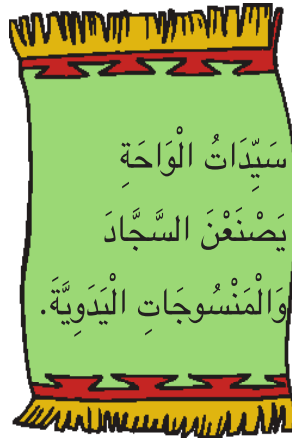 سَيِّدَاتُ الْوَاحَةِ
يَصْنَعْنَ السَّجَّادَ
وَالْمَنْسُوجَاتِ الْيَدَوِيَّةَ.